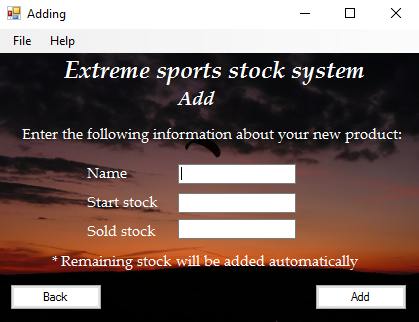 Adding
File Help
Extreme sports stock system
Add
Enter the following information about your new product:
Name
Start stock
Sold stock
* Remaining stock will be added automatically
Back Add